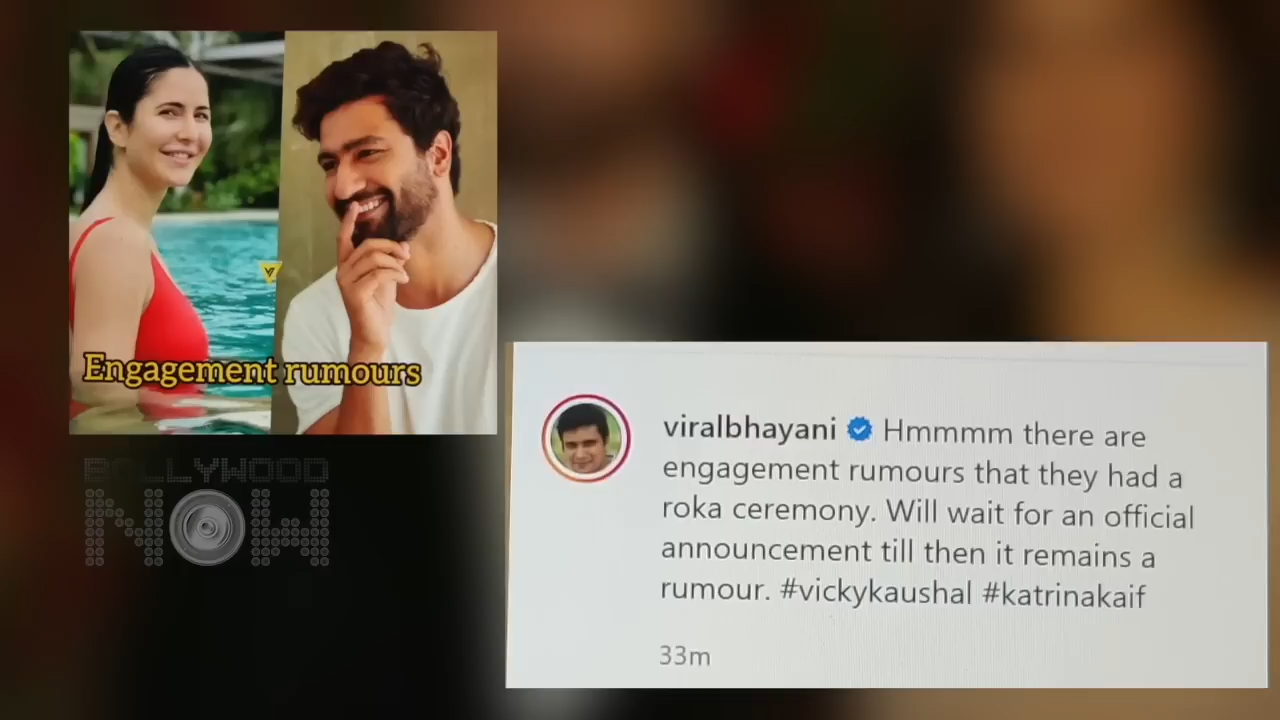 Engagement rumours
BOLLYWOOD
NOW
viralbhayani Hmmmm there are
engagement rumours that they had a
roka ceremony. Will wait for an official
announcement till then it remains a
rumour. #vickykaushal #katrinakaif
33m